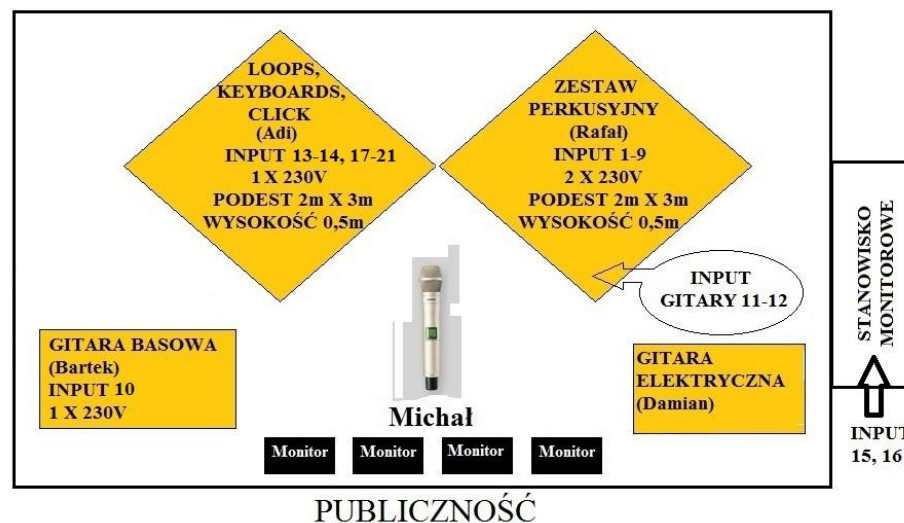 LOOPS,
KEYBOARDS,
CLICK
(Adi)
INPUT 13-14, 17-21
1 X 230V
PODEST 2m X 3m
WYSOKOŚĆ 0,5m
ZESTAW
PERKUSYJNY
(Rafał)
INPUT 1-9
2 X 230V
PODEST 2m X 3m
WYSOKOŚĆ 0,5m
INPUT
GITARY 11-12
STANOWISKO
MONITOROWE
INPUT
15, 16
GITARA BASOWA
(Bartek)
INPUT 10
1 X 230V
GITARA
ELEKTRYCZNA
(Damian)
Michał
Monitor
Monitor
Monitor
Monitor
PUBLICZNOŚĆ